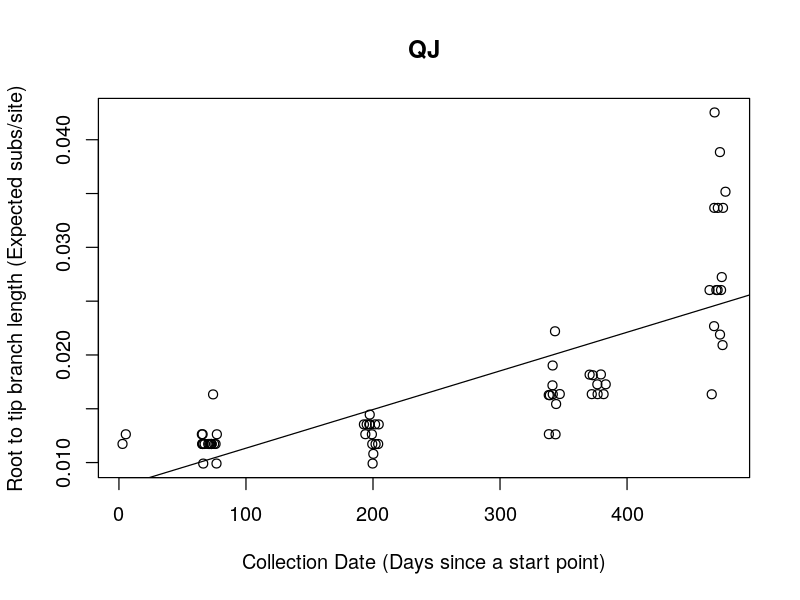 QJ
Root to tip branch length (Expected subs/site)
0.040
0.030
0.020
0.010
0 100 200 300 400
Collection Date (Days since a start point)